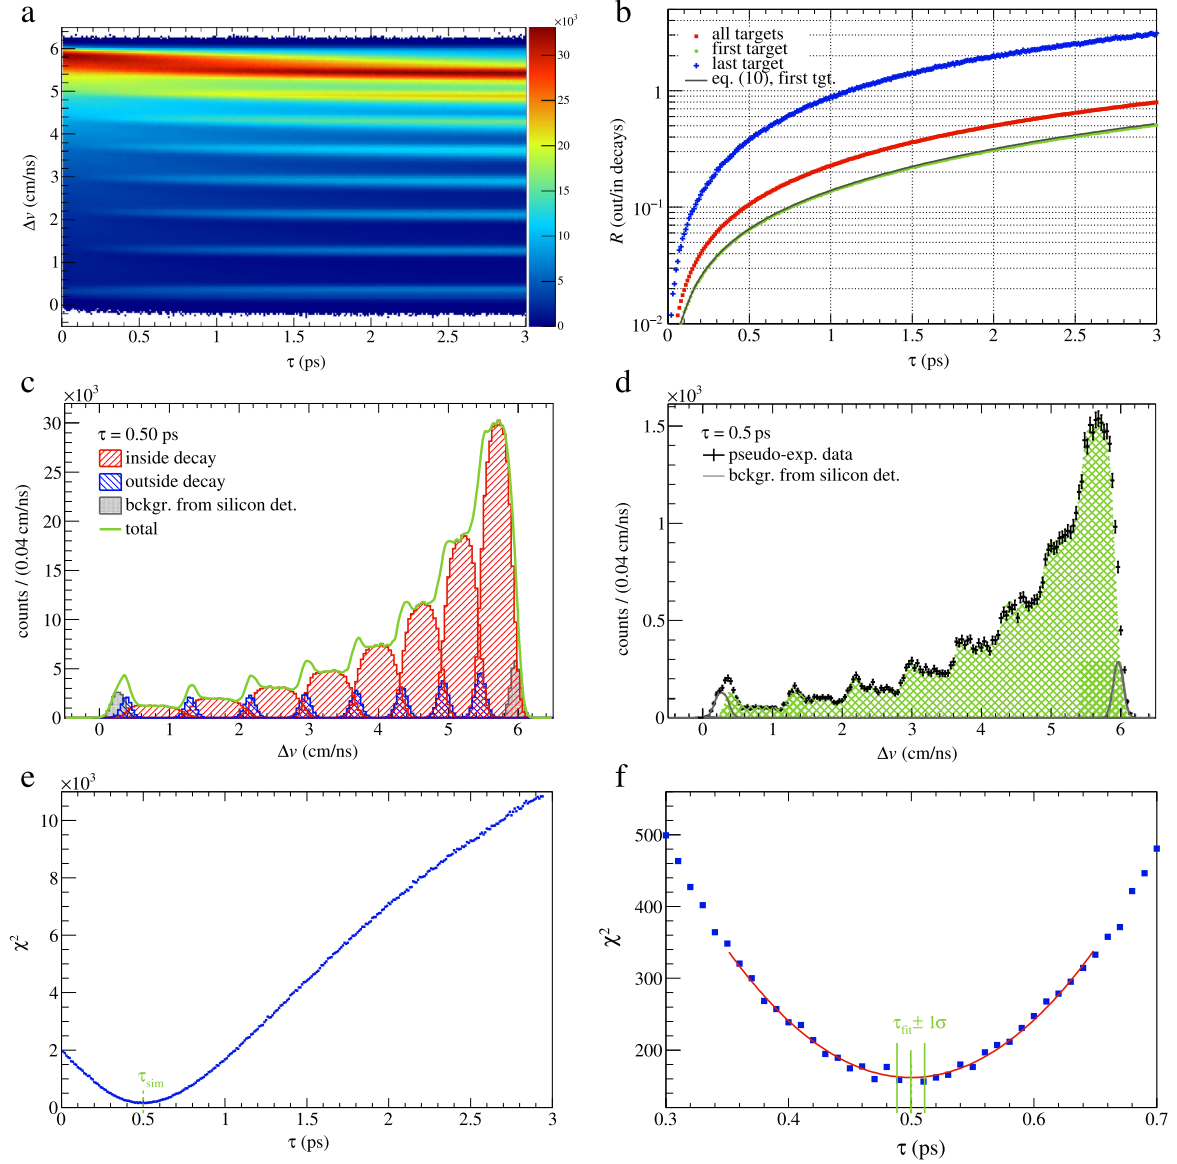 a
×10³
6
5
4
3
2
1
0
Δv (cm/ns)
0
0.5
1
1.5
2
2.5
3
τ (ps)
30
25
20
15
10
5
0
b
all targets
first target
last target
eq. (10), first tgt.
1
10⁻¹
10⁻²
R (out/in decays)
0
0.5
1
1.5
2
2.5
3
τ (ps)
c
×10³
30
25
20
15
10
5
0
counts / (0.04 cm/ns)
τ = 0.50 ps
inside decay
outside decay
bckgr. from silicon det.
total
0
1
2
3
4
5
6
Δv (cm/ns)
d
×10³
1.5
1
0.5
0
counts / (0.04 cm/ns)
τ = 0.5 ps
pseudo-exp. data
bckgr. from silicon det.
0
1
2
3
4
5
6
Δv (cm/ns)
e
×10³
10
8
6
4
2
0
χ²
τsim
0
0.5
1
1.5
2
2.5
3
τ (ps)
f
500
400
300
200
χ²
τfit± 1σ
0.3
0.4
0.5
0.6
0.7
τ (ps)